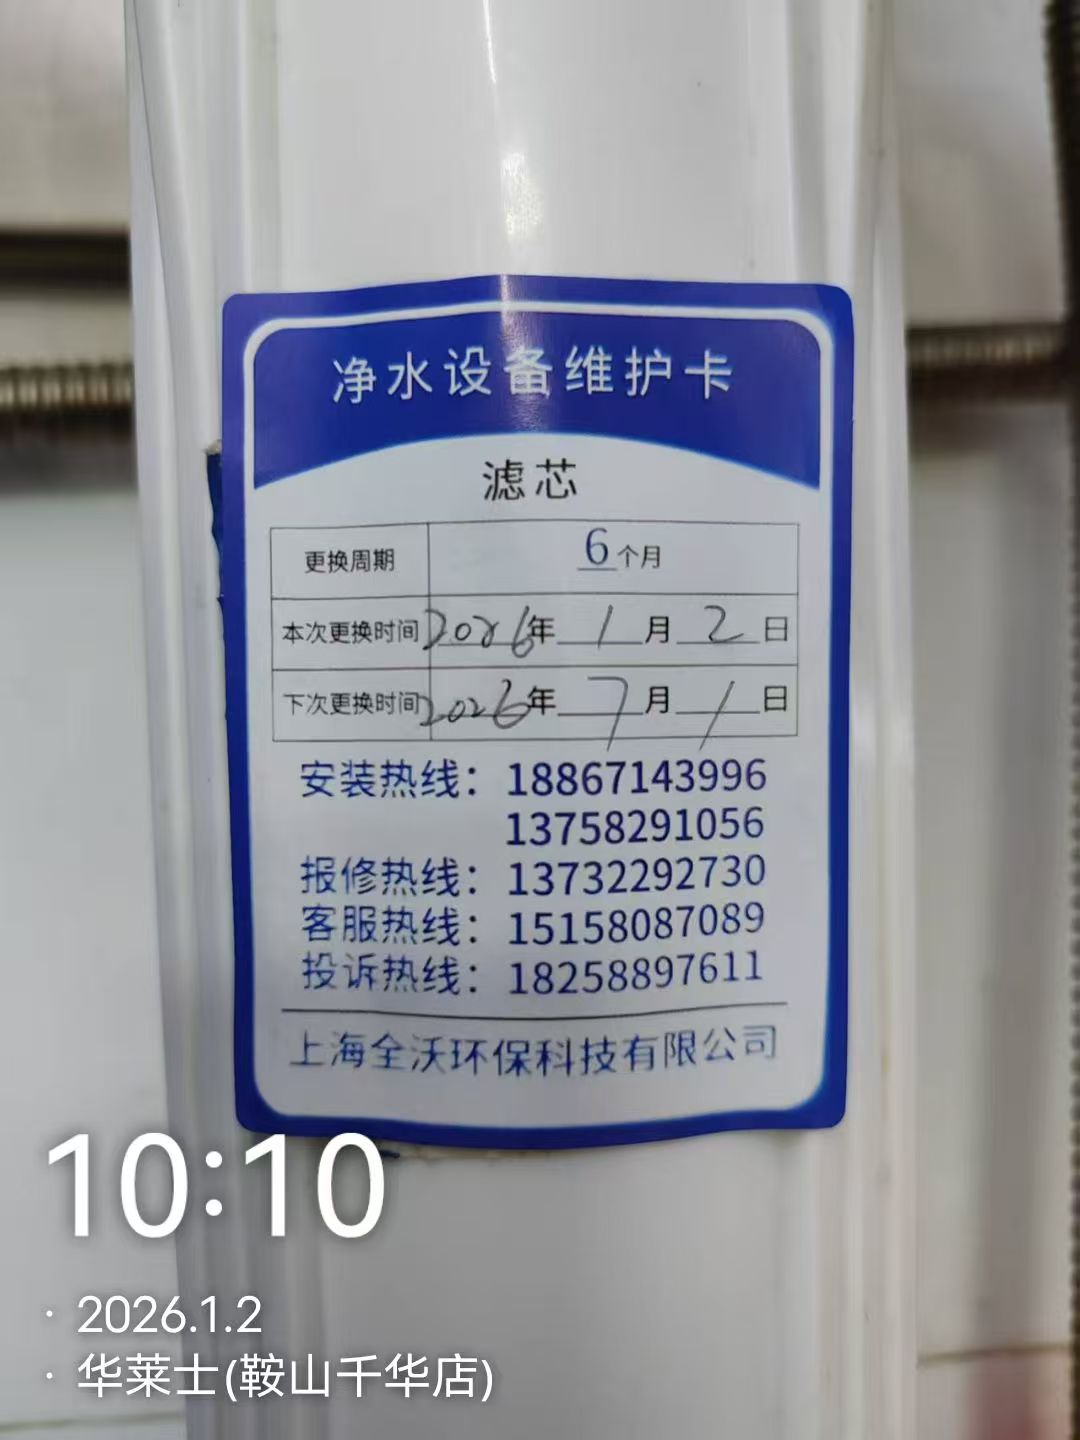 净水设备维护卡
滤芯
更换周期 6个月
本次更换时间 2026年 1 月 2 日
下次更换时间 2026年 7 月 1 日
安装热线：18867143996
13758291056
报修热线：13732292730
客服热线：15158087089
投诉热线：18258897611
上海全沃环保科技有限公司
10:10
· 2026.1.2
· 华莱士(鞍山千华店)